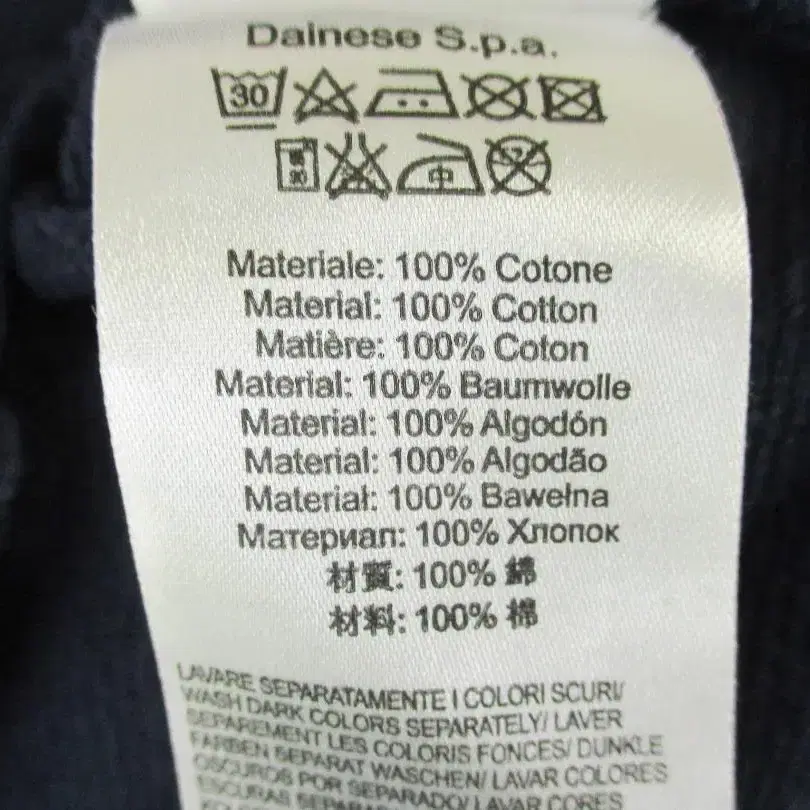 Dainese S.p.a.
30
中
Materiale: 100% Cotone
Material: 100% Cotton
Matière: 100% Coton
Material: 100% Baumwolle
Material: 100% Algodón
Material: 100% Algodão
Materiał: 100% Bawełna
Материал: 100% Хлопок
材質: 100% 綿
材料: 100% 棉
LAVARE SEPARATAMENTE I COLORI SCURI/
WASH DARK COLORS SEPARATELY/ LAVER
SEPAREMENT LES COLORIS FONCES/ DUNKLE
FARBEN SEPARAT WASCHEN/ LAVAR COLORES
OSCUROS POR SEPARADO/ LAVAR CORES
ESCURAS